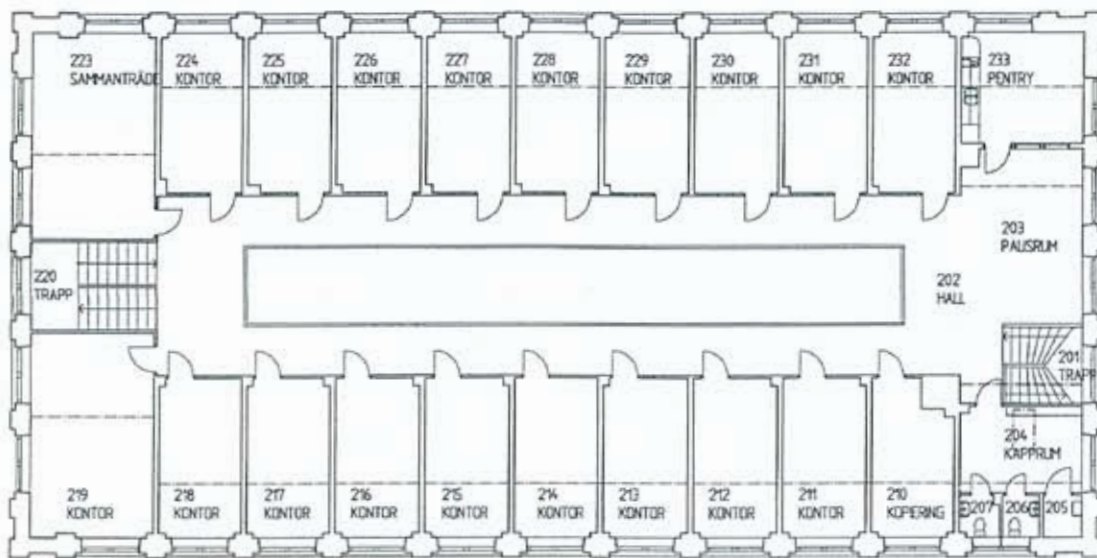 223
SAMMANTRÄDE
224
KONTOR
225
KONTOR
226
KONTOR
227
KONTOR
228
KONTOR
229
KONTOR
230
KONTOR
231
KONTOR
232
KONTOR
233
PENTRY
203
PAUSRUM
220
TRAPP
202
HALL
201
TRAPP
204
KAPPRUM
219
KONTOR
218
KONTOR
217
KONTOR
216
KONTOR
215
KONTOR
214
KONTOR
213
KONTOR
212
KONTOR
211
KONTOR
210
KOPIERING
207
206
205